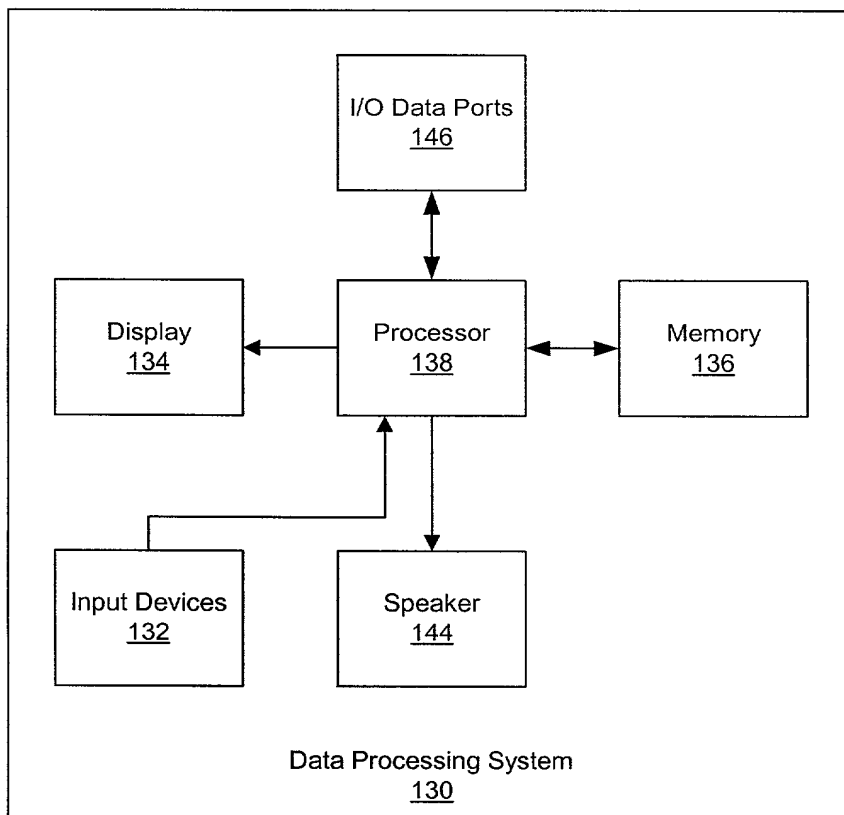 I/O Data Ports
146
Display
134
Processor
138
Memory
136
Input Devices
132
Speaker
144
Data Processing System
130